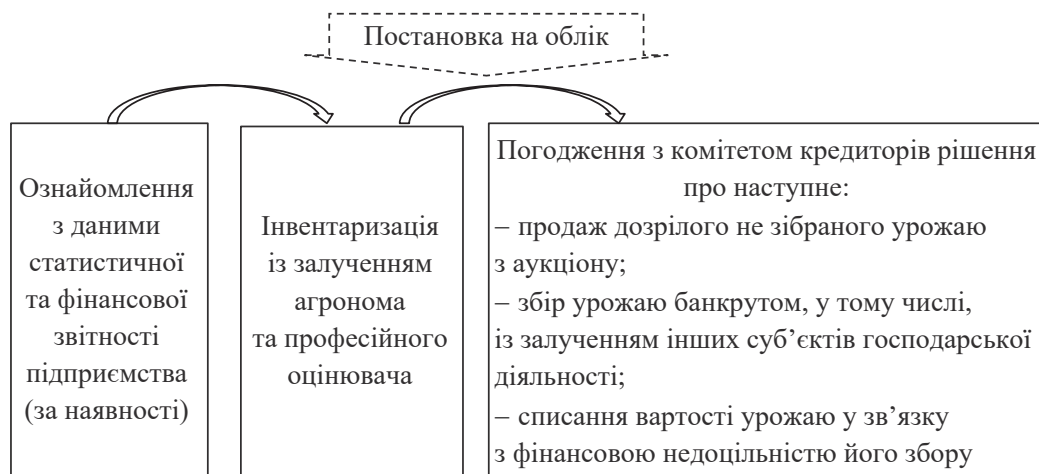 Постановка на облік
Ознайомлення
з даними
статистичної
та фінансової
звітності
підприємства
(за наявності)
Інвентаризація
із залученням
агронома
та професійного
оцінювача
Погодження з комітетом кредиторів рішення
про наступне:
– продаж дозрілого не зібраного урожаю
з аукціону;
– збір урожаю банкрутом, у тому числі,
із залученням інших суб’єктів господарської
діяльності;
– списання вартості урожаю у зв’язку
з фінансовою недоцільністю його збору